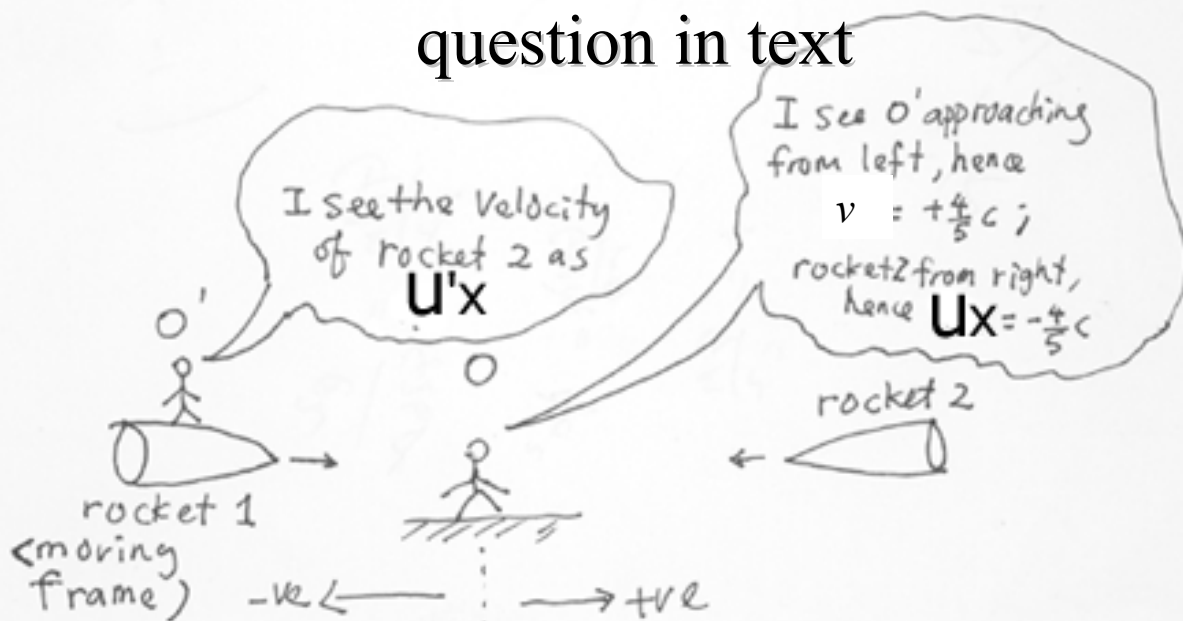 question in text
I see the velocity
of rocket 2 as
u'x
I see O' approaching
from left, hence
v = +4/5 c ;
rocket2 from right,
hence ux = -4/5 c
O'
O
rocket 1
<moving
frame)
rocket 2
-ve
+ve